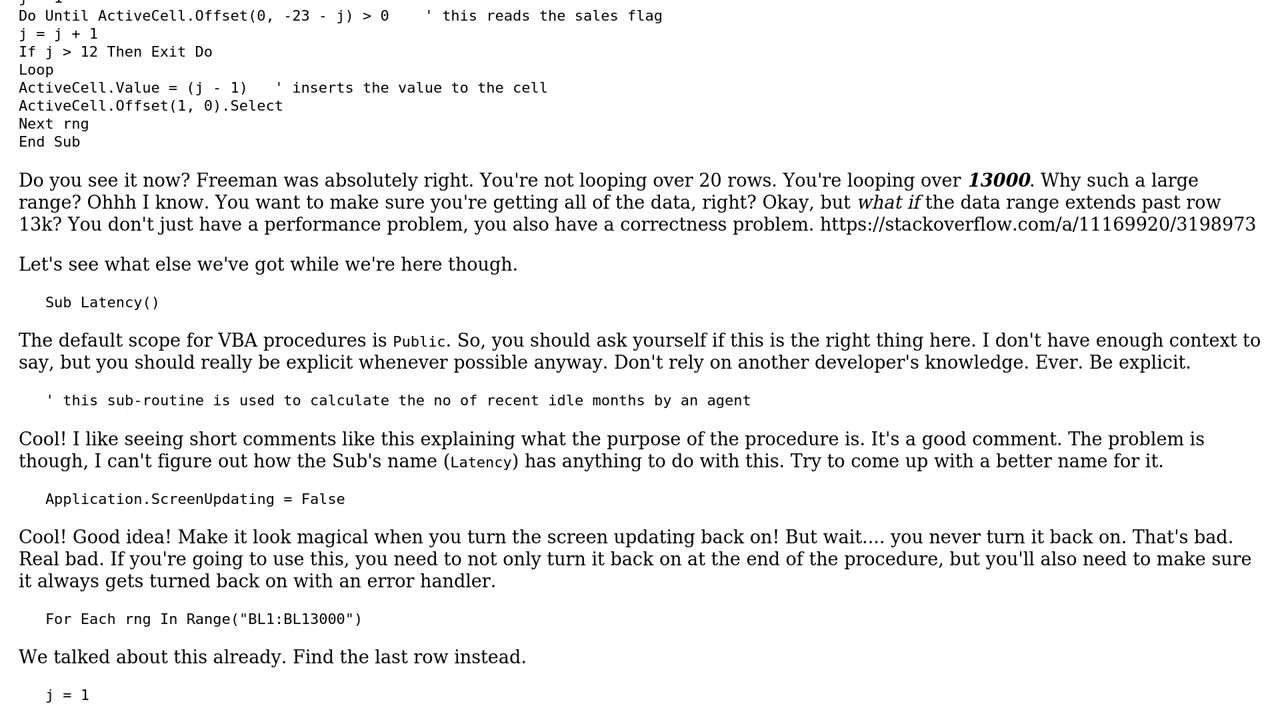 j = 1
Do Until ActiveCell.Offset(0, -23 - j) > 0    ' this reads the sales flag
j = j + 1
If j > 12 Then Exit Do
Loop
ActiveCell.Value = (j - 1)   ' inserts the value to the cell
ActiveCell.Offset(1, 0).Select
Next rng
End Sub
Do you see it now? Freeman was absolutely right. You're not looping over 20 rows. You're looping over 13000. Why such a large
range? Ohhh I know. You want to make sure you're getting all of the data, right? Okay, but what if the data range extends past row
13k? You don't just have a performance problem, you also have a correctness problem. https://stackoverflow.com/a/11169920/3198973
Let's see what else we've got while we're here though.
Sub Latency()
The default scope for VBA procedures is Public. So, you should ask yourself if this is the right thing here. I don't have enough context to
say, but you should really be explicit whenever possible anyway. Don't rely on another developer's knowledge. Ever. Be explicit.
' this sub-routine is used to calculate the no of recent idle months by an agent
Cool! I like seeing short comments like this explaining what the purpose of the procedure is. It's a good comment. The problem is
though, I can't figure out how the Sub's name (Latency) has anything to do with this. Try to come up with a better name for it.
Application.ScreenUpdating = False
Cool! Good idea! Make it look magical when you turn the screen updating back on! But wait.... you never turn it back on. That's bad.
Real bad. If you're going to use this, you need to not only turn it back on at the end of the procedure, but you'll also need to make sure
it always gets turned back on with an error handler.
For Each rng In Range("BL1:BL13000")
We talked about this already. Find the last row instead.
j = 1